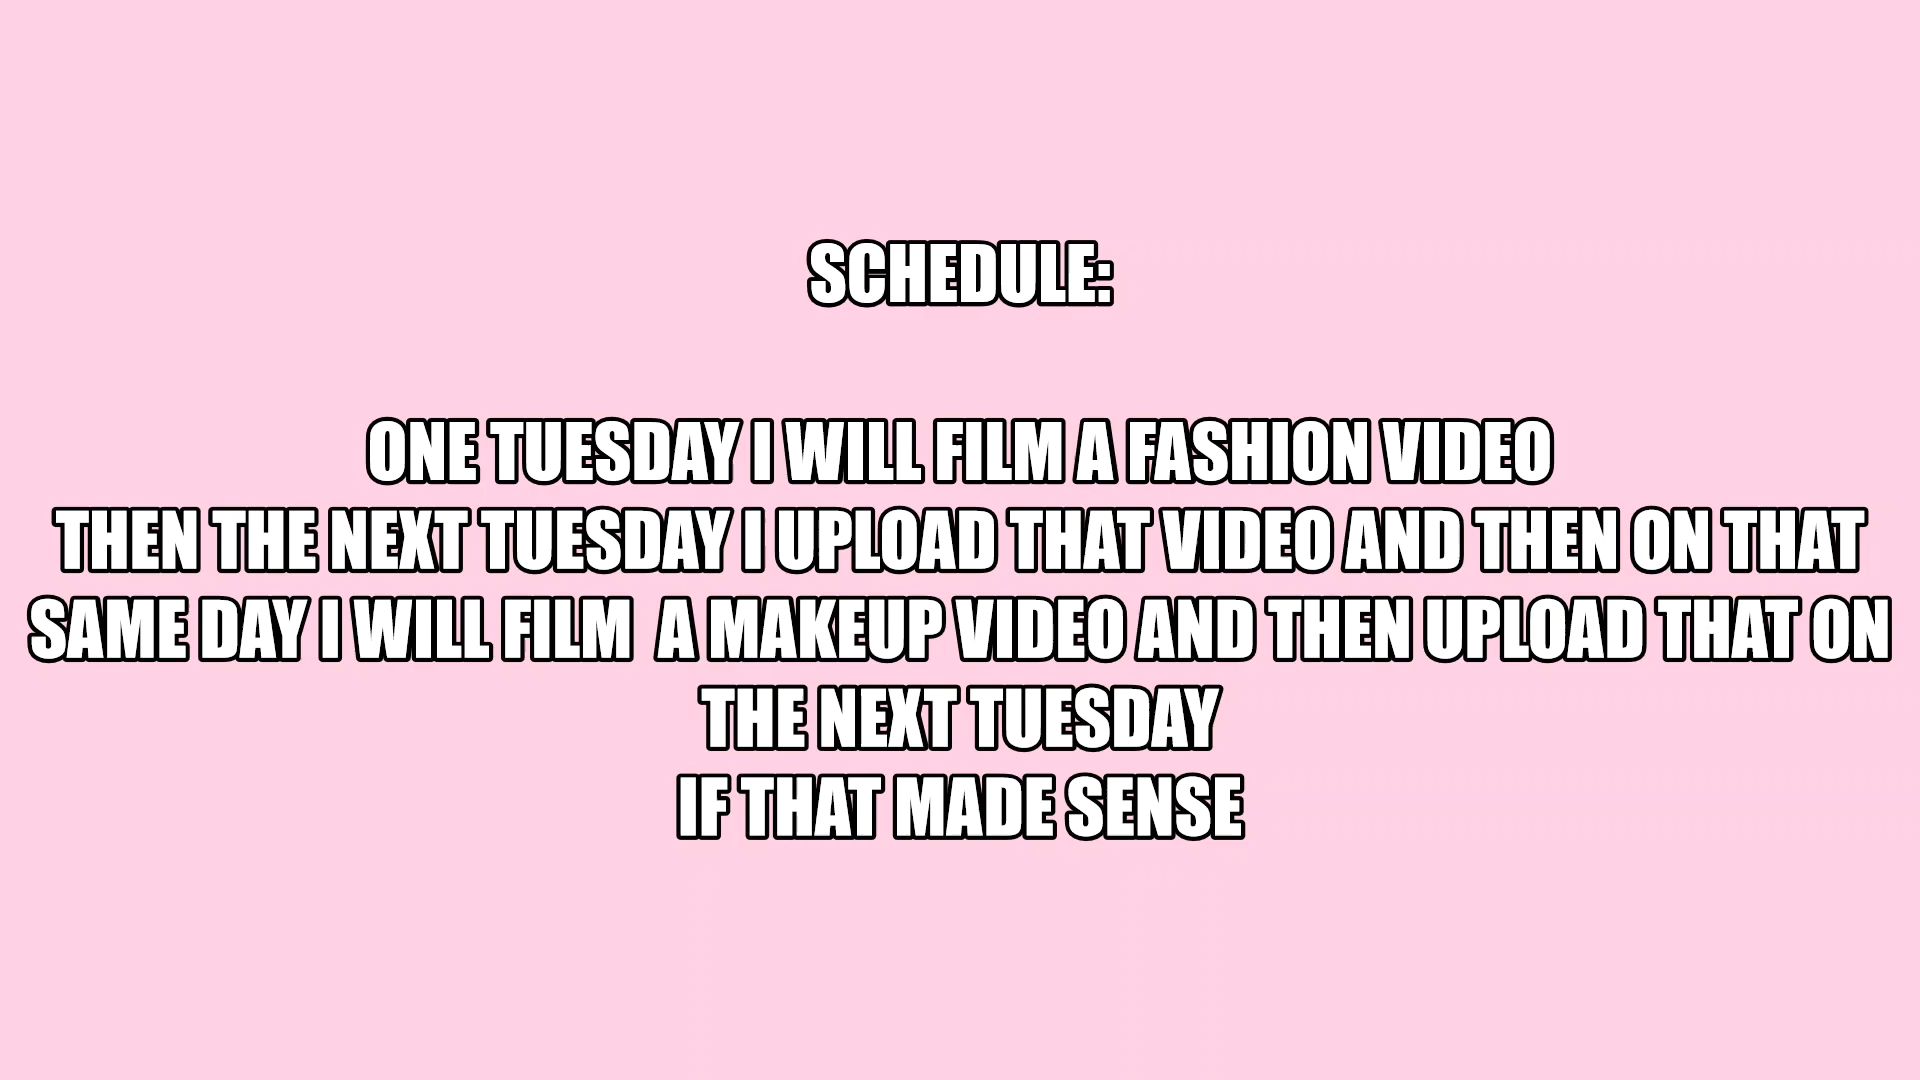 SCHEDULE:
ONE TUESDAY I WILL FILM A FASHION VIDEO
THEN THE NEXT TUESDAY I UPLOAD THAT VIDEO AND THEN ON THAT
SAME DAY I WILL FILM  A MAKEUP VIDEO AND THEN UPLOAD THAT ON
THE NEXT TUESDAY
IF THAT MADE SENSE